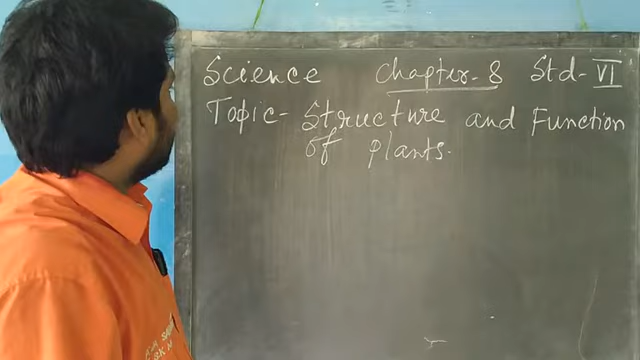 Science Chapter-8 Std-VI
Topic- Structure and Function
of plants.